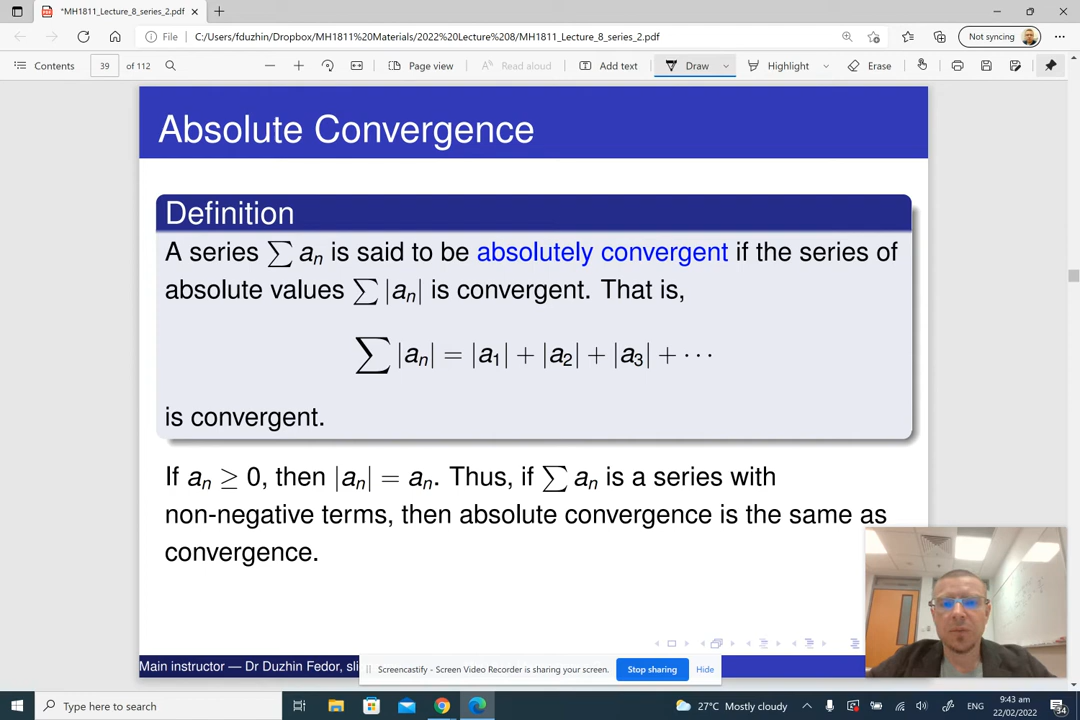 *MH1811_Lecture_8_series_2.pdf
File C:/Users/fduzhin/Dropbox/MH1811%20Materials/2022%20Lecture%208/MH1811_Lecture_8_series_2.pdf Not syncing
Contents 39 of 112 Page view Read aloud Add text Draw Highlight Erase
Absolute Convergence
Definition
A series ∑ aₙ is said to be absolutely convergent if the series of
absolute values ∑ |aₙ| is convergent. That is,
∑ |aₙ| = |a₁| + |a₂| + |a₃| + ⋯
is convergent.
If aₙ ≥ 0, then |aₙ| = aₙ. Thus, if ∑ aₙ is a series with
non-negative terms, then absolute convergence is the same as
convergence.
Main instructor — Dr Duzhin Fedor, sli
Screencastify - Screen Video Recorder is sharing your screen. Stop sharing Hide
Type here to search 27°C Mostly cloudy ENG 9:43 am
22/02/2022 34